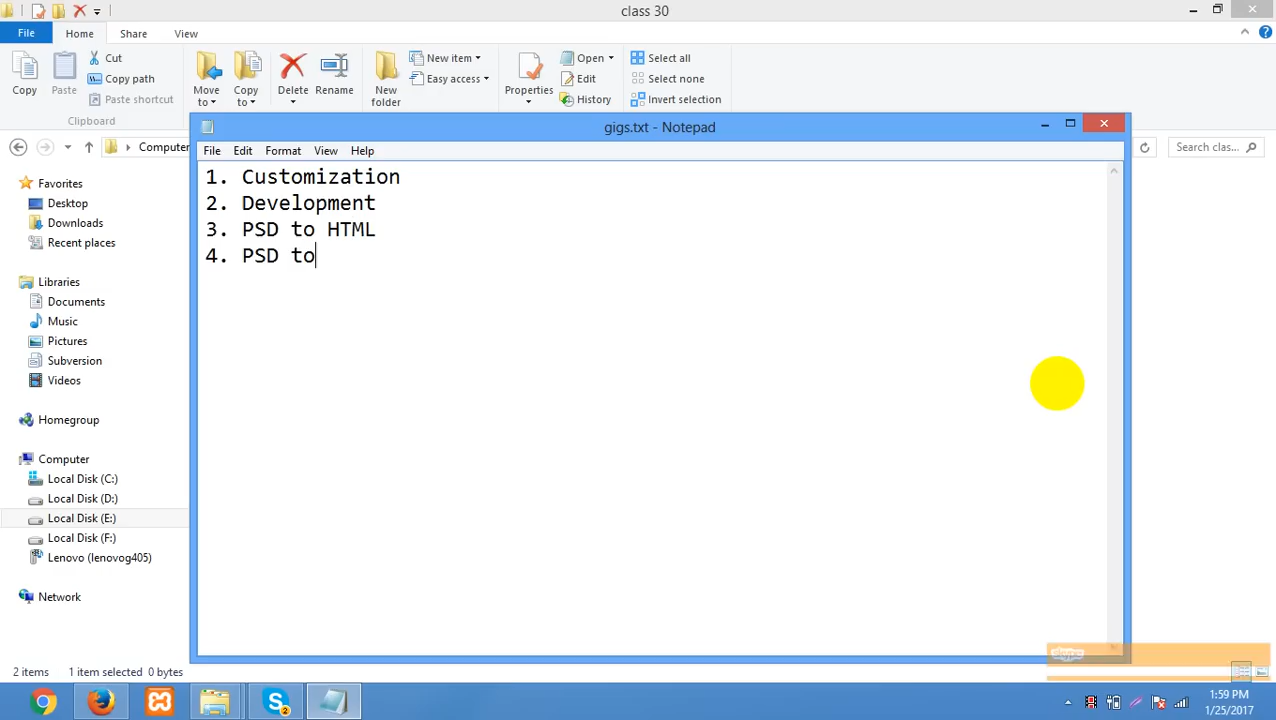 class 30
File Home Share View
Copy
Paste
Cut
Copy path
Paste shortcut
Clipboard
Move to
Copy to
Delete
Rename
New folder
New item
Easy access
Properties
Open
Edit
History
Select all
Select none
Invert selection
Computer
Search clas...
gigs.txt - Notepad
File Edit Format View Help
1. Customization
2. Development
3. PSD to HTML
4. PSD to
Favorites
Desktop
Downloads
Recent places
Libraries
Documents
Music
Pictures
Subversion
Videos
Homegroup
Computer
Local Disk (C:)
Local Disk (D:)
Local Disk (E:)
Local Disk (F:)
Lenovo (lenovog405)
Network
skype
2 items 1 item selected 0 bytes
2
1:59 PM
1/25/2017